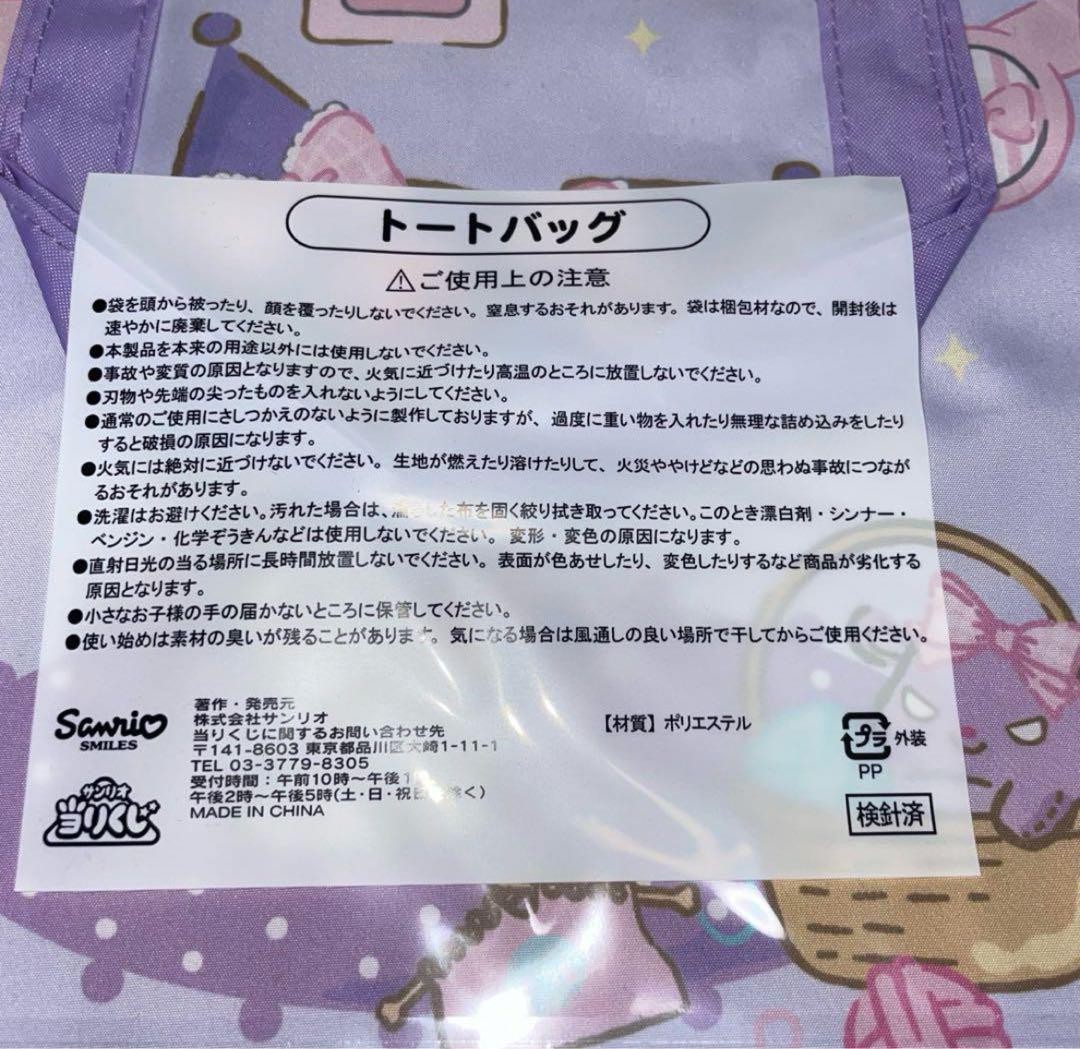 トートバッグ
⚠ご使用上の注意
●袋を頭から被ったり、顔を覆ったりしないでください。窒息するおそれがあります。袋は梱包材なので、開封後は
速やかに廃棄してください。
●本製品を本来の用途以外には使用しないでください。
●事故や変質の原因となりますので、火気に近づけたり高温のところに放置しないでください。
●刃物や先端の尖ったものを入れないようにしてください。
●通常のご使用にさしつかえのないように製作しておりますが、過度に重い物を入れたり無理な詰め込みをしたり
すると破損の原因になります。
●火気には絶対に近づけないでください。生地が燃えたり溶けたりして、火災ややけどなどの思わぬ事故につなが
るおそれがあります。
●洗濯はお避けください。汚れた場合は、濡らした布を固く絞り拭き取ってください。このとき漂白剤・シンナー・
ベンジン・化学ぞうきんなどは使用しないでください。変形・変色の原因になります。
●直射日光の当る場所に長時間放置しないでください。表面が色あせしたり、変色したりするなど商品が劣化する
原因となります。
●小さなお子様の手の届かないところに保管してください。
●使い始めは素材の臭いが残ることがあります。気になる場合は風通しの良い場所で干してからご使用ください。
Sanrio
SMILES
サンリオ
当りくじ
著作・発売元
株式会社サンリオ
当りくじに関するお問い合わせ先
〒141-8603 東京都品川区大崎1-11-1
TEL 03-3779-8305
受付時間:午前10時～午後1
午後2時～午後5時(土・日・祝日を除く)
MADE IN CHINA
【材質】ポリエステル
プラ 外装
PP
検針済